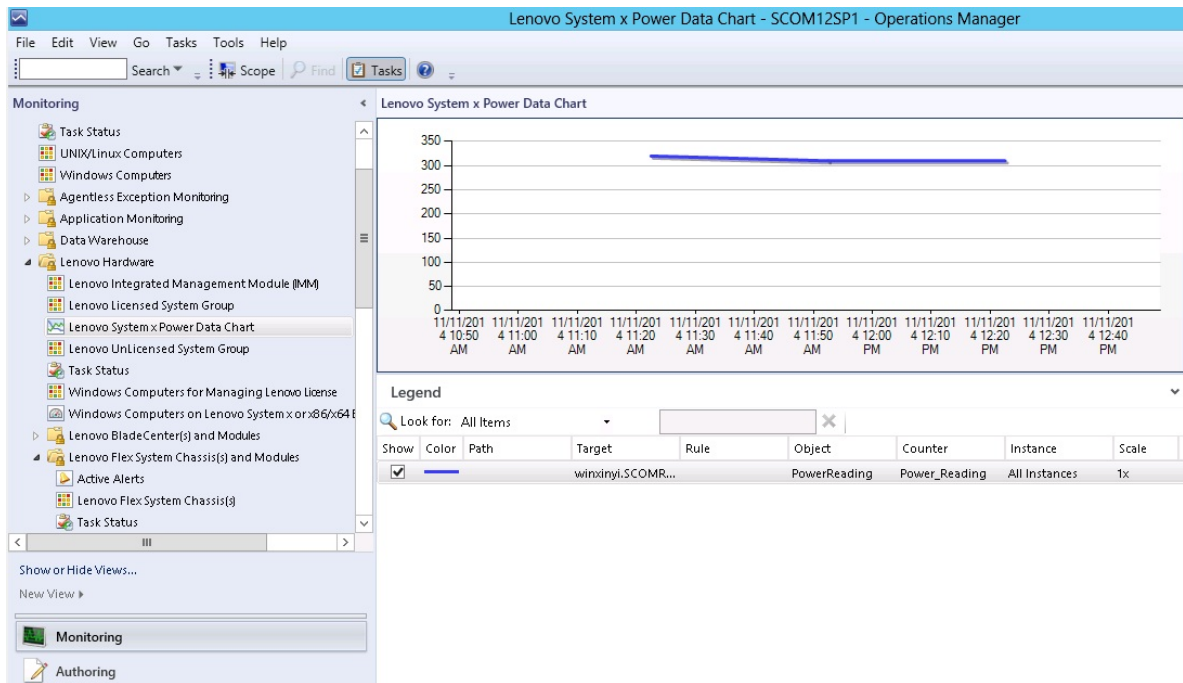 Lenovo System x Power Data Chart - SCOM12SP1 - Operations Manager
File Edit View Go Tasks Tools Help
Search Scope Find Tasks
Monitoring
Task Status
UNIX/Linux Computers
Windows Computers
Agentless Exception Monitoring
Application Monitoring
Data Warehouse
Lenovo Hardware
Lenovo Integrated Management Module (IMM)
Lenovo Licensed System Group
Lenovo System x Power Data Chart
Lenovo UnLicensed System Group
Task Status
Windows Computers for Managing Lenovo License
Windows Computers on Lenovo System x or x86/x64 B
Lenovo BladeCenter(s) and Modules
Lenovo Flex System Chassis(s) and Modules
Active Alerts
Lenovo Flex System Chassis(s)
Task Status
Show or Hide Views...
New View
Monitoring
Authoring
Lenovo System x Power Data Chart
350
300
250
200
150
100
50
0
11/11/201 11/11/201 11/11/201 11/11/201 11/11/201 11/11/201 11/11/201 11/11/201 11/11/201 11/11/201 11/11/201 11/11/201
4 10:50 4 11:00 4 11:10 4 11:20 4 11:30 4 11:40 4 11:50 4 12:00 4 12:10 4 12:20 4 12:30 4 12:40
AM AM AM AM AM AM AM PM PM PM PM PM
Legend
Look for: All Items
Show Color Path Target Rule Object Counter Instance Scale
winxinyi.SCOMR... PowerReading Power_Reading All Instances 1x